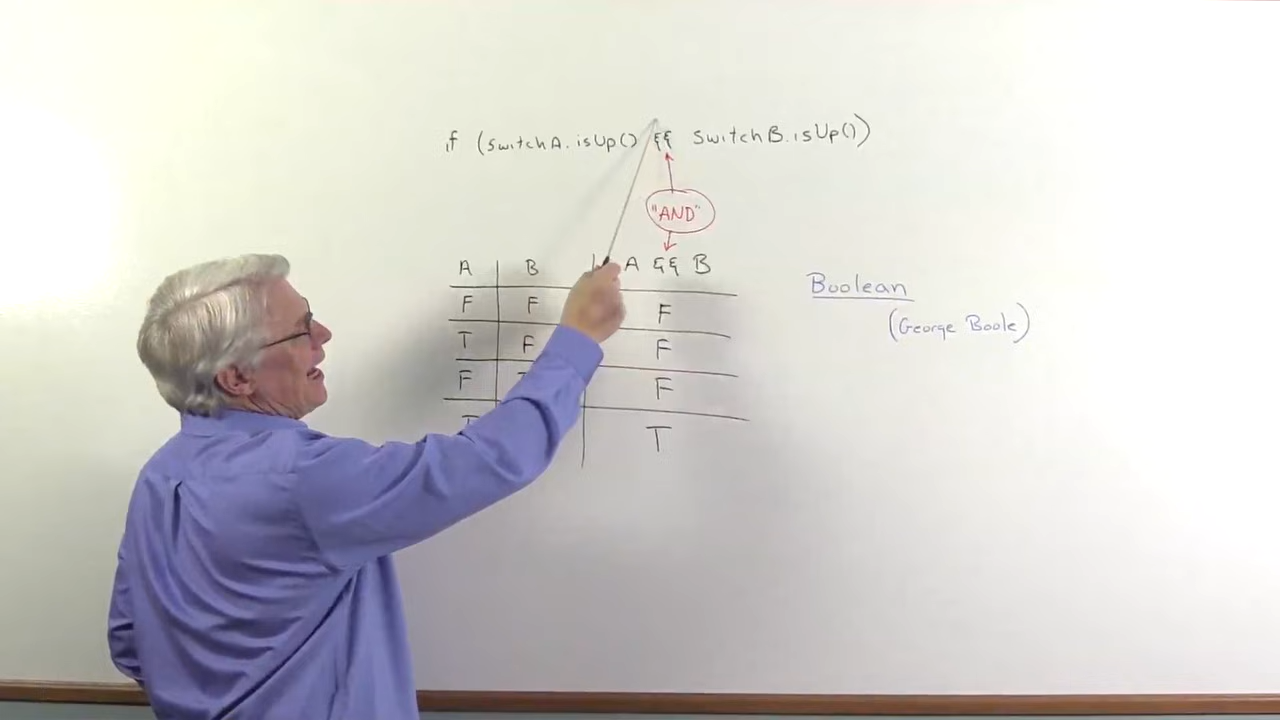 if (switchA.isUp() && switchB.isUp())
"AND"
A B A && B
F F F
T F F
F F
T
Boolean
(George Boole)